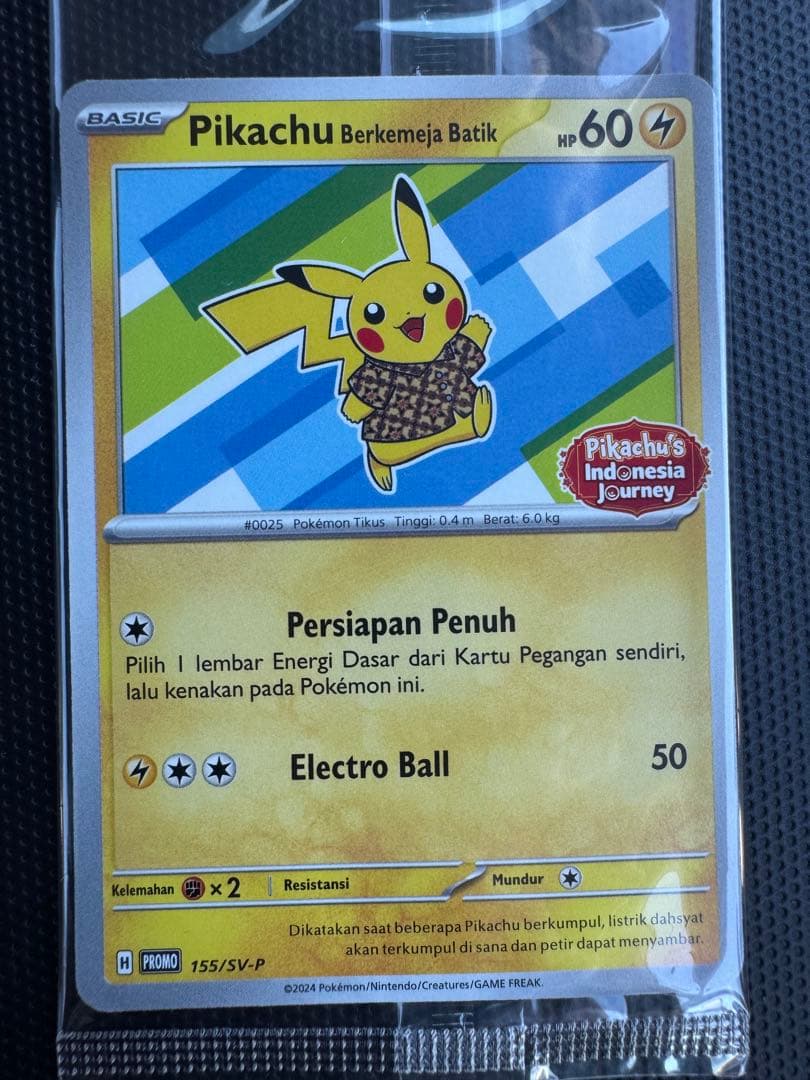 BASIC
Pikachu Berkemeja Batik HP 60
Pikachu's
Indonesia
Journey
#0025 Pokémon Tikus Tinggi: 0.4 m Berat: 6.0 kg
Persiapan Penuh
Pilih 1 lembar Energi Dasar dari Kartu Pegangan sendiri,
lalu kenakan pada Pokémon ini.
Electro Ball 50
Kelemahan ×2 Resistansi Mundur
Dikatakan saat beberapa Pikachu berkumpul, listrik dahsyat
akan terkumpul di sana dan petir dapat menyambar.
H PROMO 155/SV-P
©2024 Pokémon/Nintendo/Creatures/GAME FREAK.